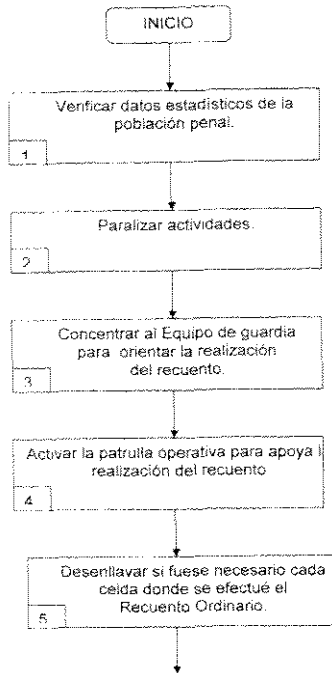 INICIO
Verificar datos estadísticos de la
población penal.
1
Paralizar actividades.
2
Concentrar al Equipo de guardia
para orientar la realización
del recuento.
3
Activar la patrulla operativa para apoya l
realización del recuento
4
Desenllavar si fuese necesario cada
celda donde se efectué el
Recuento Ordinario.
5